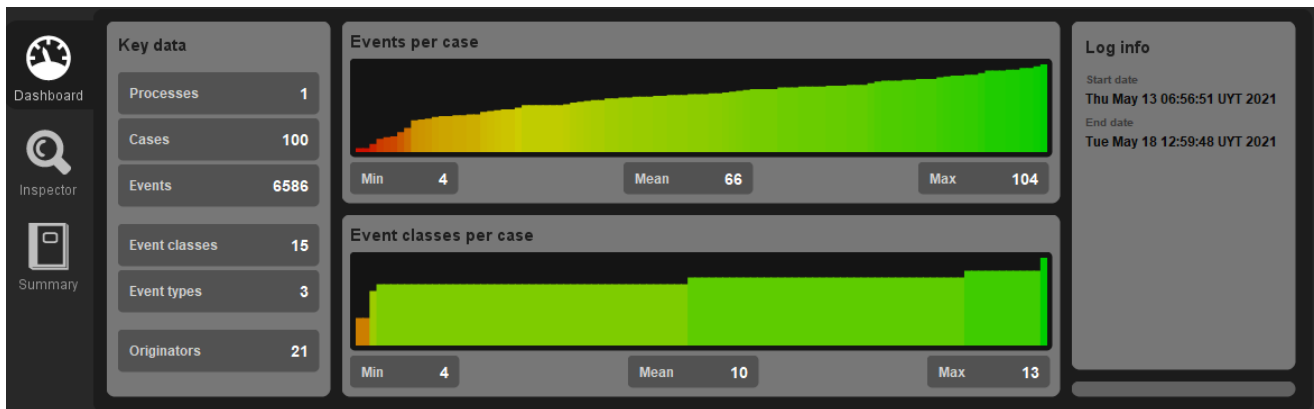 Dashboard
Inspector
Summary
Key data
Processes 1
Cases 100
Events 6586
Event classes 15
Event types 3
Originators 21
Events per case
Min 4 Mean 66 Max 104
Event classes per case
Min 4 Mean 10 Max 13
Log info
Start date
Thu May 13 06:56:51 UYT 2021
End date
Tue May 18 12:59:48 UYT 2021